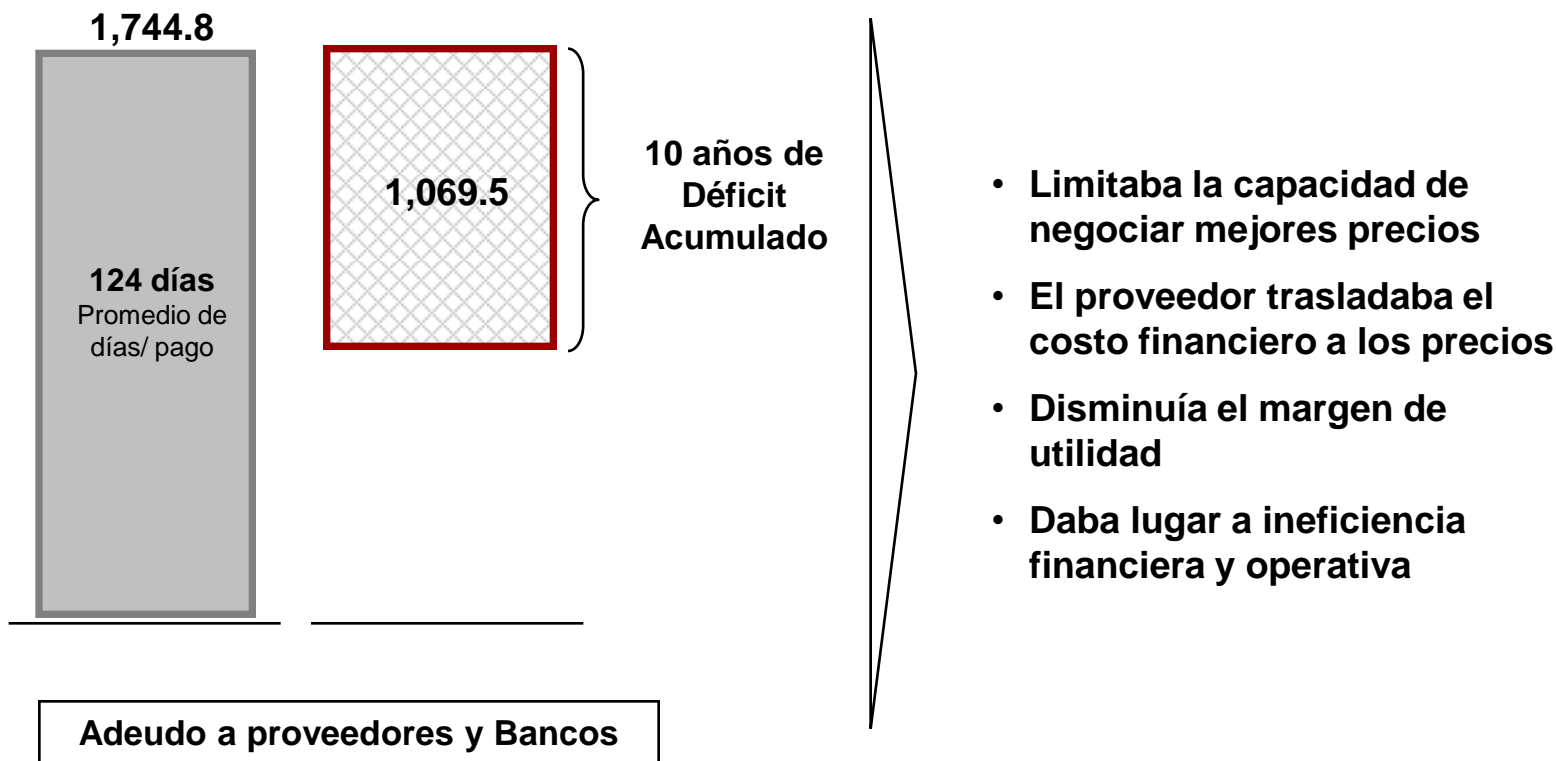 1,744.8
124 días
Promedio de
días/ pago
1,069.5
10 años de
Déficit
Acumulado
Adeudo a proveedores y Bancos
• Limitaba la capacidad de
negociar mejores precios
• El proveedor trasladaba el
costo financiero a los precios
• Disminuía el margen de
utilidad
• Daba lugar a ineficiencia
financiera y operativa